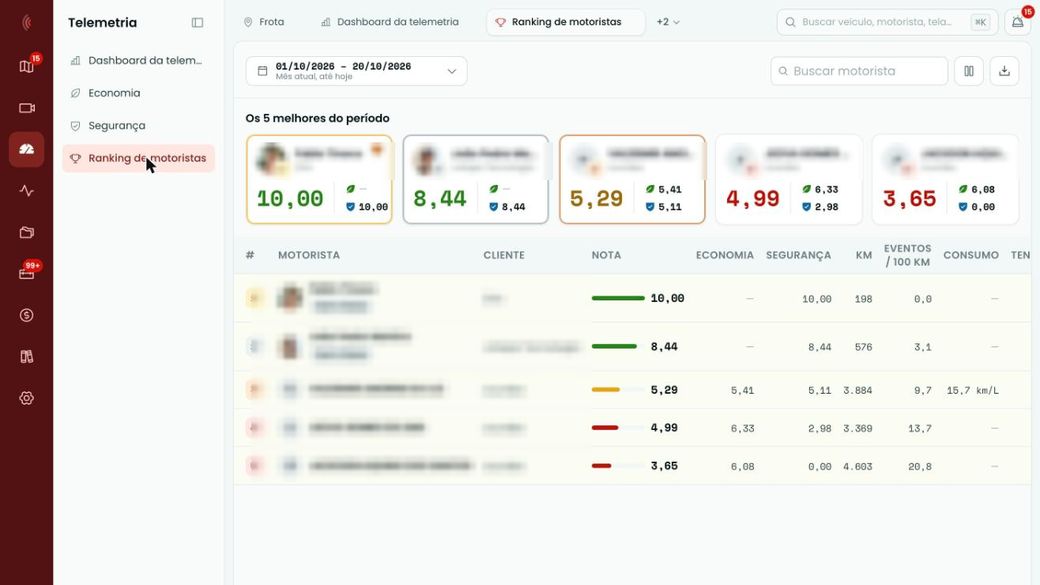 15
99+
Telemetria
Dashboard da telem...
Economia
Segurança
Ranking de motoristas
Frota
Dashboard da telemetria
Ranking de motoristas
+2
Buscar veículo, motorista, tela...
⌘K
15
01/10/2026 – 20/10/2026
Mês atual, até hoje
Buscar motorista
Os 5 melhores do período
10,00 — 10,00
8,44 — 8,44
5,29 5,41 5,11
4,99 6,33 2,98
3,65 6,08 0,00
# MOTORISTA CLIENTE NOTA ECONOMIA SEGURANÇA KM EVENTOS / 100 KM CONSUMO TEN
10,00 — 10,00 198 0,0 —
8,44 — 8,44 576 3,1 —
5,29 5,41 5,11 3.884 9,7 15,7 km/L
4,99 6,33 2,98 3.369 13,7 —
3,65 6,08 0,00 4.603 20,8 —